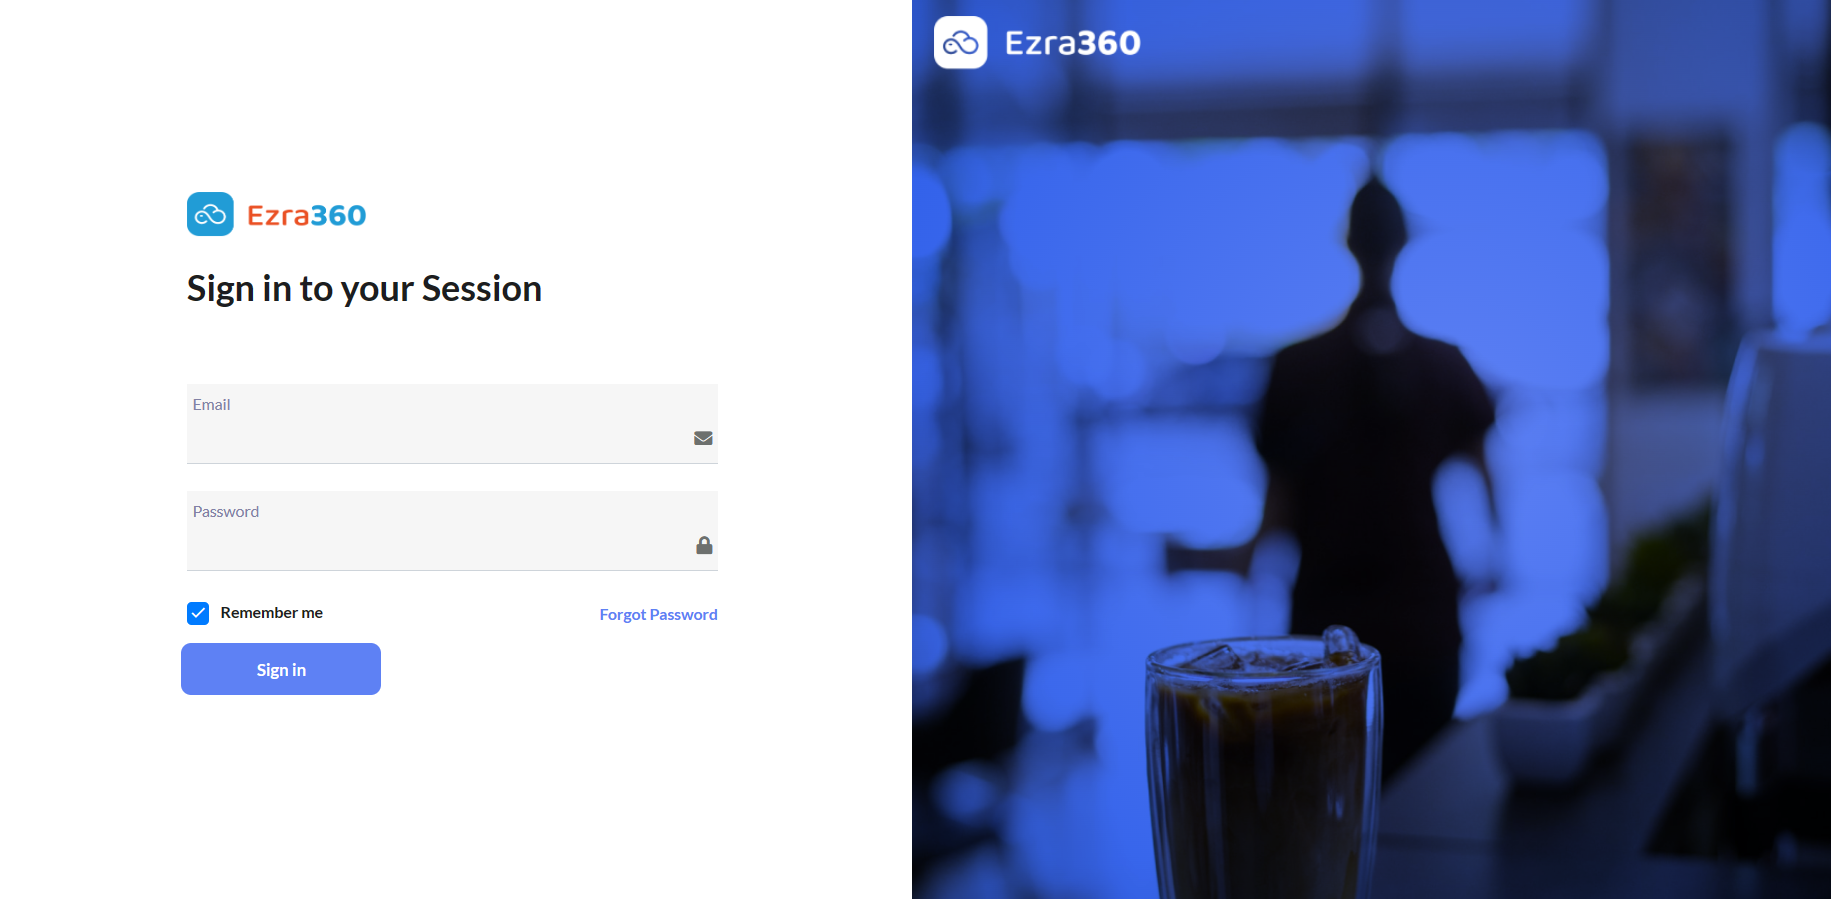 Ezra360
Sign in to your Session
Email
Password
Remember me
Forgot Password
Sign in
Ezra360